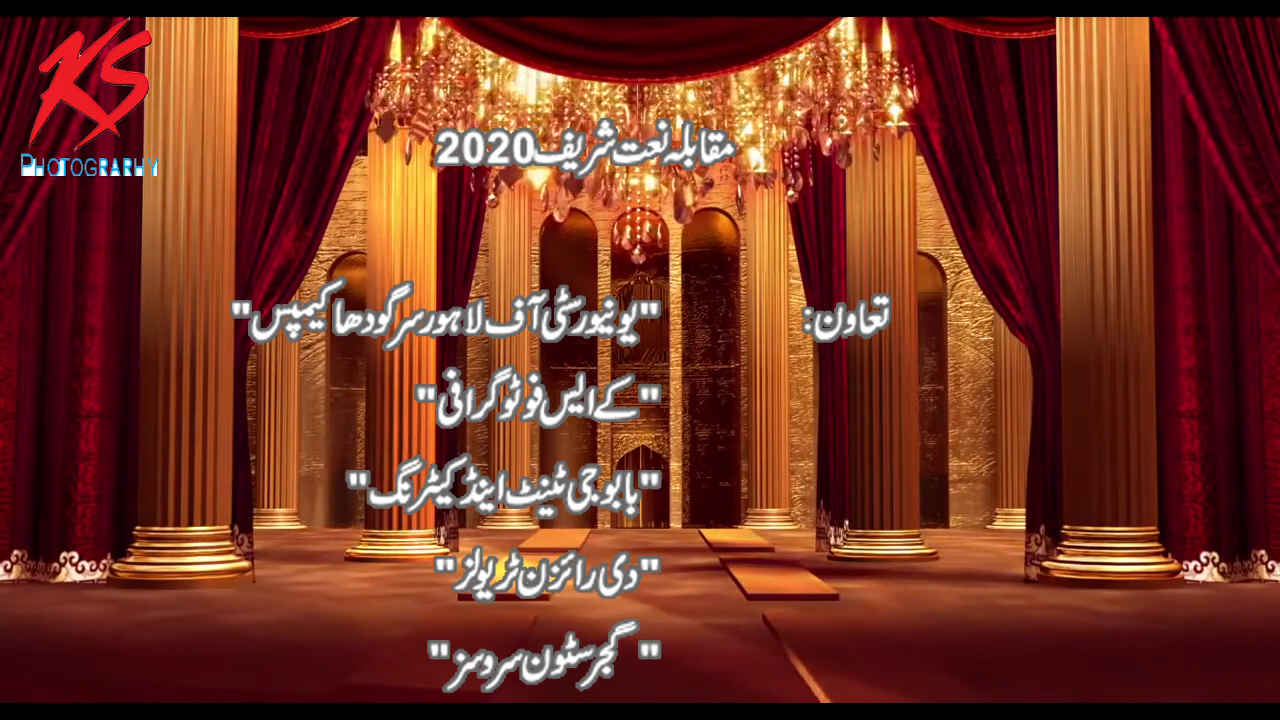 KS
PHOTOGRARHY
مقابلہ نعت شریف 2020
تعاون: "یونیورسٹی آف لاہور سرگودھا کیمپس"
"کے ایس فوٹوگرافی"
"بابو جی ٹینٹ اینڈ کیٹرنگ"
"دی رائزن ٹریولز"
"گجر سٹون سروسز"